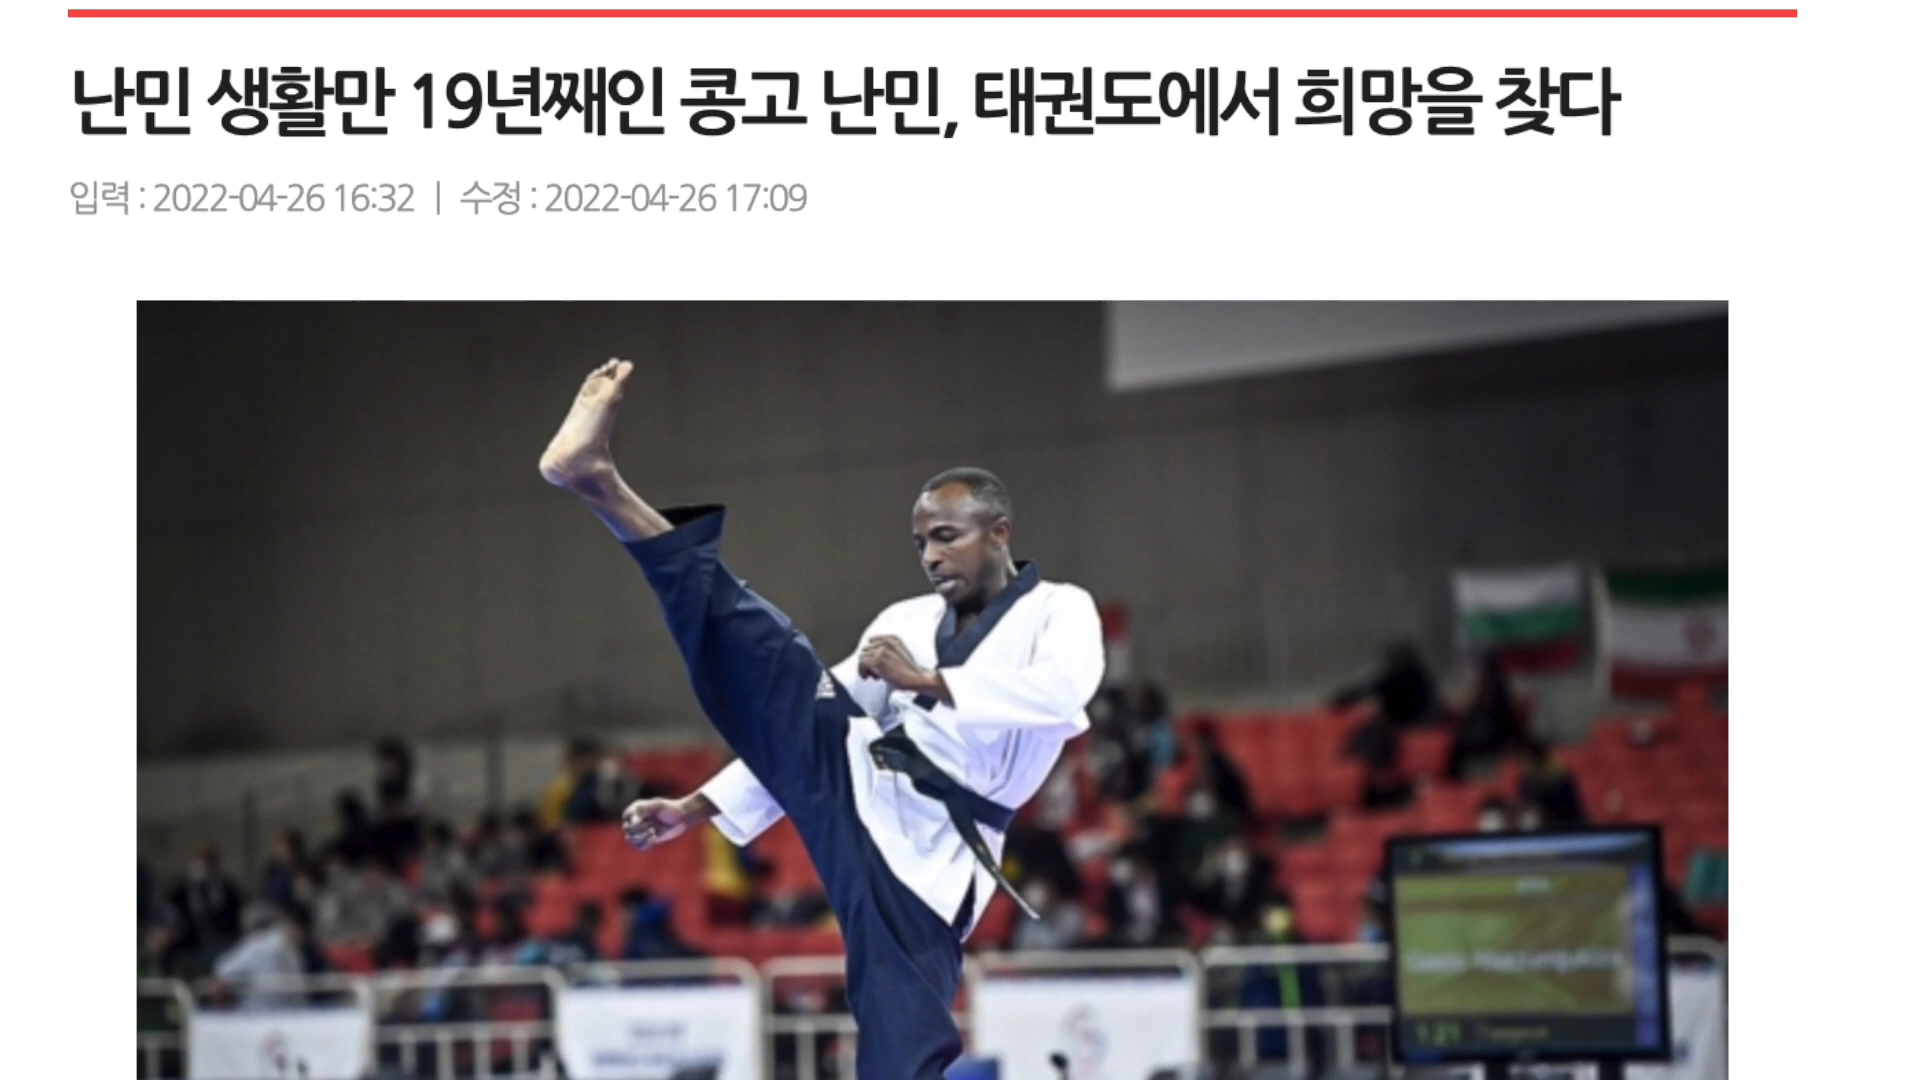 난민 생활만 19년째인 콩고 난민, 태권도에서 희망을 찾다
입력 : 2022-04-26 16:32 | 수정 : 2022-04-26 17:09
1:21